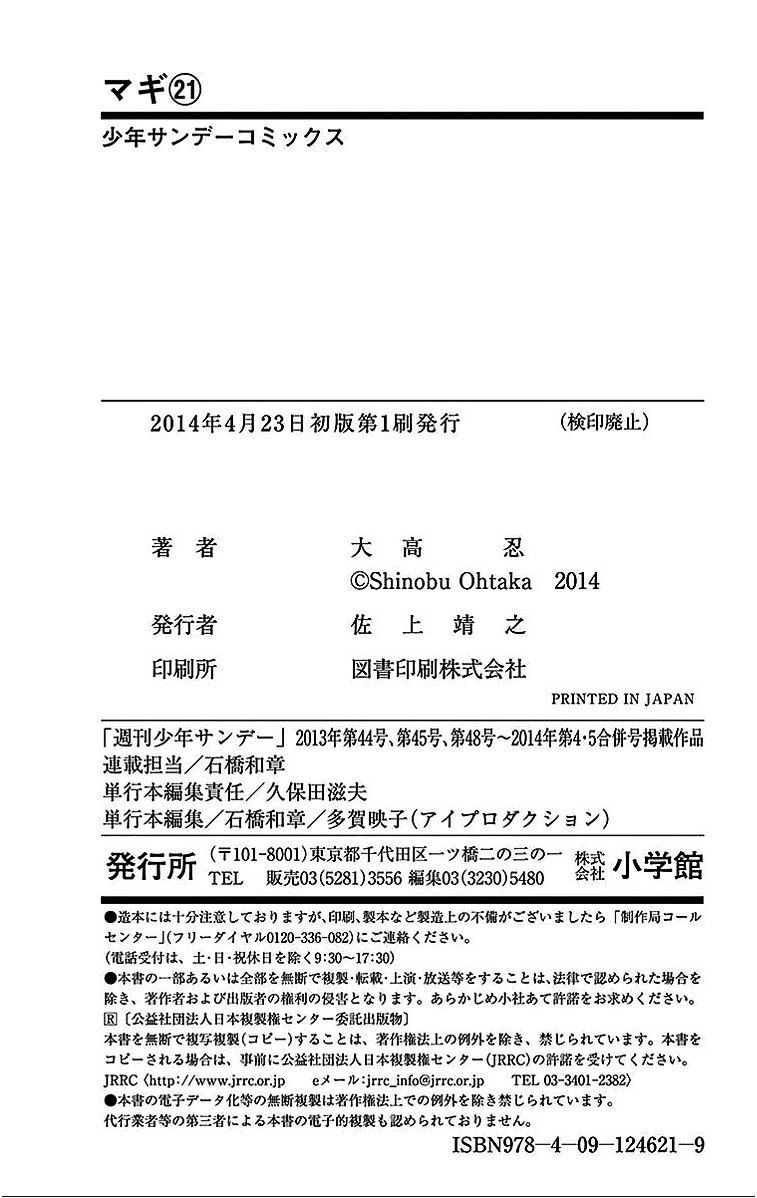 マギ㉑
少年サンデーコミックス
2014年4月23日初版第1刷発行　（検印廃止）
著　者　大　高　　　忍
©Shinobu Ohtaka　2014
発行者　佐　上　靖　之
印刷所　図書印刷株式会社
PRINTED IN JAPAN
「週刊少年サンデー」2013年第44号、第45号、第48号〜2014年第4・5合併号掲載作品
連載担当／石橋和章
単行本編集責任／久保田滋夫
単行本編集／石橋和章／多賀映子（アイプロダクション）
発行所　（〒101-8001）東京都千代田区一ツ橋二の三の一　株式会社　小学館
TEL　販売03(5281)3556 編集03(3230)5480
●造本には十分注意しておりますが、印刷、製本など製造上の不備がございましたら「制作局コール
センター」（フリーダイヤル0120-336-082）にご連絡ください。
（電話受付は、土・日・祝休日を除く9:30〜17:30）
●本書の一部あるいは全部を無断で複製・転載・上演・放送等をすることは、法律で認められた場合を
除き、著作者および出版者の権利の侵害となります。あらかじめ小社あて許諾をお求めください。
🅁〔公益社団法人日本複製権センター委託出版物〕
本書を無断で複写複製（コピー）することは、著作権法上の例外を除き、禁じられています。本書を
コピーされる場合は、事前に公益社団法人日本複製権センター（JRRC）の許諾を受けてください。
JRRC〈http://www.jrrc.or.jp　eメール：jrrc_info@jrrc.or.jp　TEL 03-3401-2382〉
●本書の電子データ化等の無断複製は著作権法上での例外を除き禁じられています。
代行業者等の第三者による本書の電子的複製も認められておりません。
ISBN978―4―09―124621―9